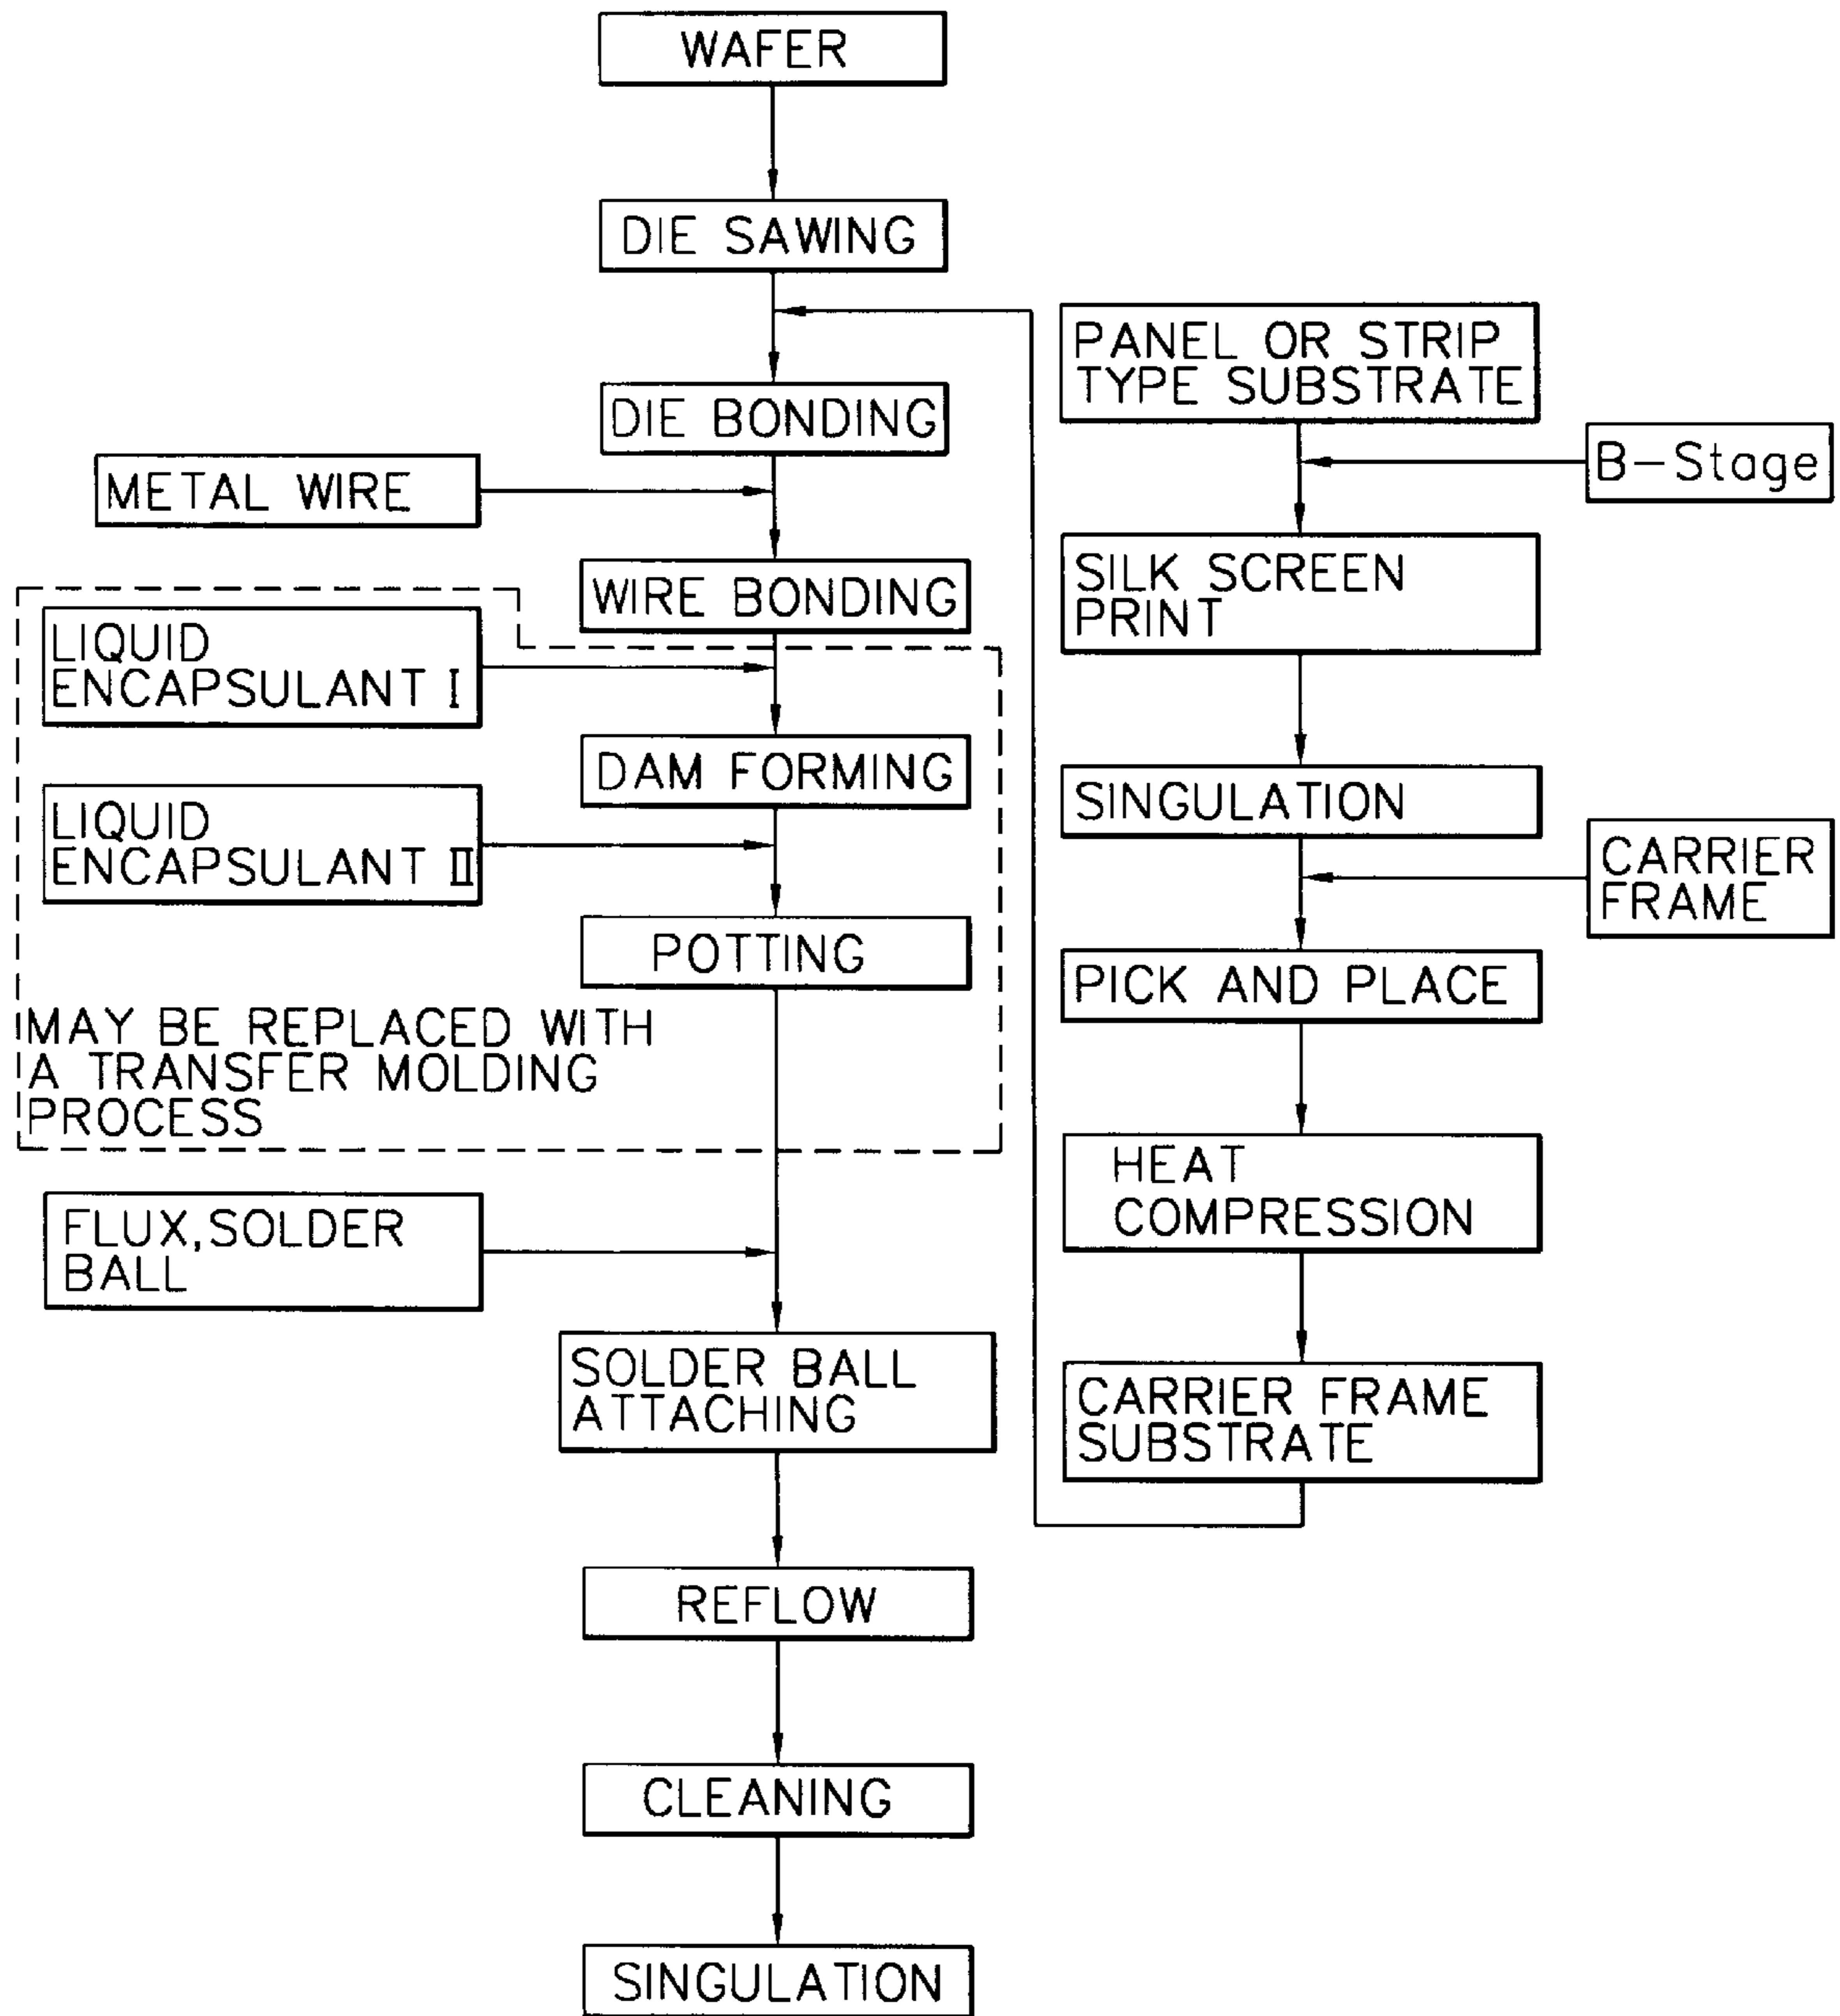 WAFER
DIE SAWING
DIE BONDING
METAL WIRE
WIRE BONDING
LIQUID
ENCAPSULANT I
DAM FORMING
LIQUID
ENCAPSULANT II
POTTING
MAY BE REPLACED WITH
A TRANSFER MOLDING
PROCESS
FLUX,SOLDER
BALL
SOLDER BALL
ATTACHING
REFLOW
CLEANING
SINGULATION
PANEL OR STRIP
TYPE SUBSTRATE
B-Stage
SILK SCREEN
PRINT
SINGULATION
CARRIER
FRAME
PICK AND PLACE
HEAT
COMPRESSION
CARRIER FRAME
SUBSTRATE